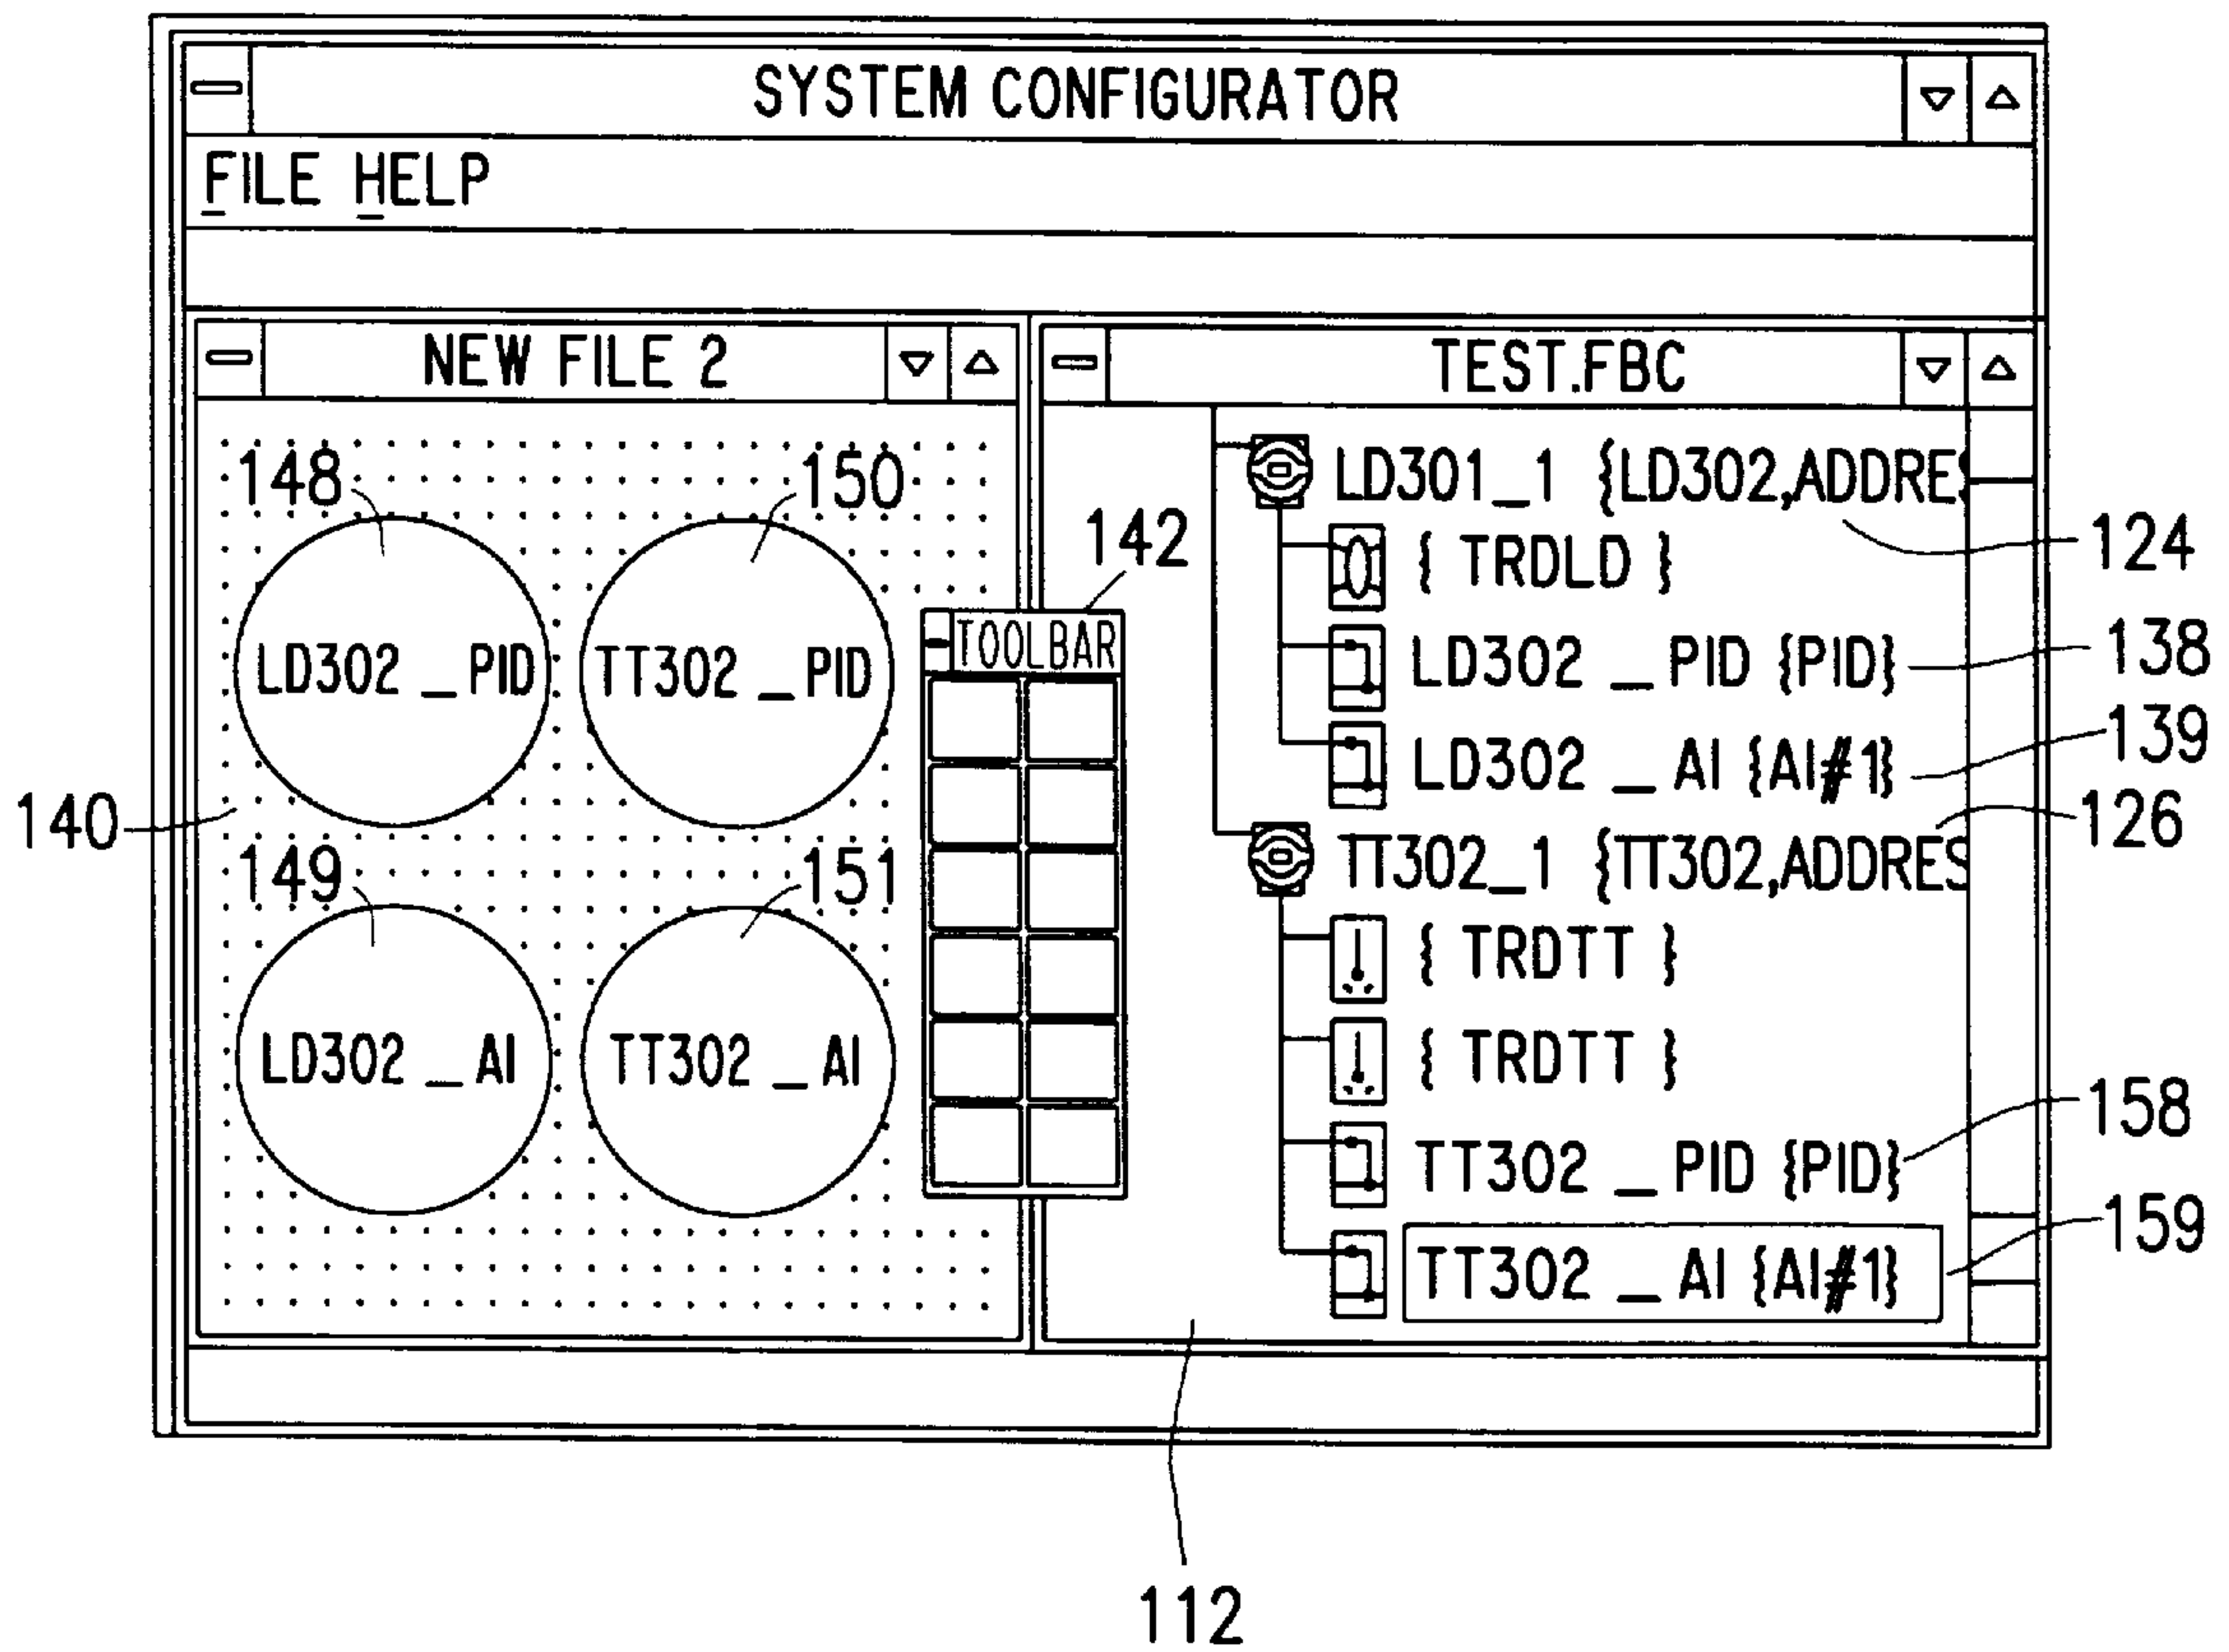 SYSTEM CONFIGURATOR
FILE HELP
NEW FILE 2
148
150
LD302 _ PID
TT302 _ PID
140
149
151
LD302 _ AI
TT302 _ AI
142
TOOLBAR
TEST.FBC
LD301_1 {LD302,ADDRES
124
{ TRDLD }
LD302 _ PID {PID}
138
LD302 _ AI {AI#1}
139
TT302_1 {TT302,ADDRES
126
{ TRDTT }
{ TRDTT }
TT302 _ PID {PID}
158
TT302 _ AI {AI#1}
159
112